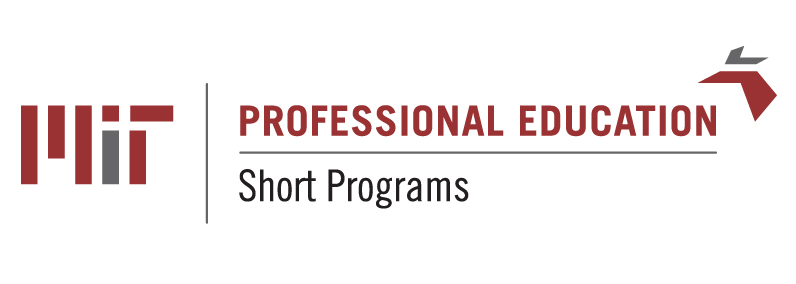 MIT
PROFESSIONAL EDUCATION
Short Programs